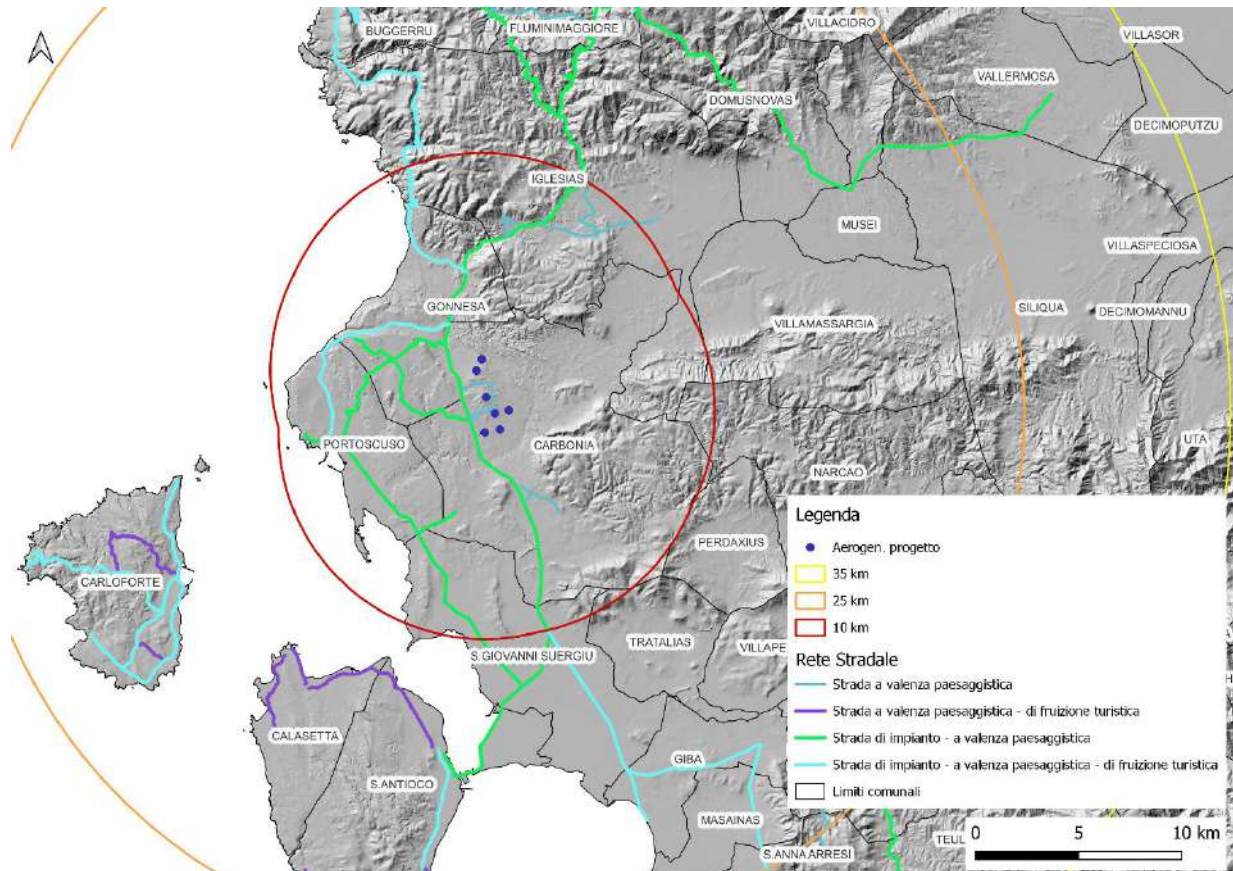 BUGGERRU
FLUMINIMAGGIORE
VILLACIDRO
VILLASOR
VALLERMOSA
DOMUSNOVAS
DECIMOPUTZU
IGLESIAS
MUSEI
VILLASPECIOSA
GONNESA
SILIQUA
DECIMOMANNU
VILLAMASSARGIA
PORTOSCUSO
CARBONIA
UTA
NARCAO
PERDAXIUS
CARLOFORTE
TRATALIAS
VILLAPE
S.GIOVANNI SUERGIU
CALASETTA
GIBA
S.ANTIOCO
MASAINAS
S.ANNA ARRESI
TEUL
Legenda
Aerogen. progetto
35 km
25 km
10 km
Rete Stradale
Strada a valenza paesaggistica
Strada a valenza paesaggistica - di fruizione turistica
Strada di impianto - a valenza paesaggistica
Strada di impianto - a valenza paesaggistica - di fruizione turistica
Limiti comunali
0 5 10 km